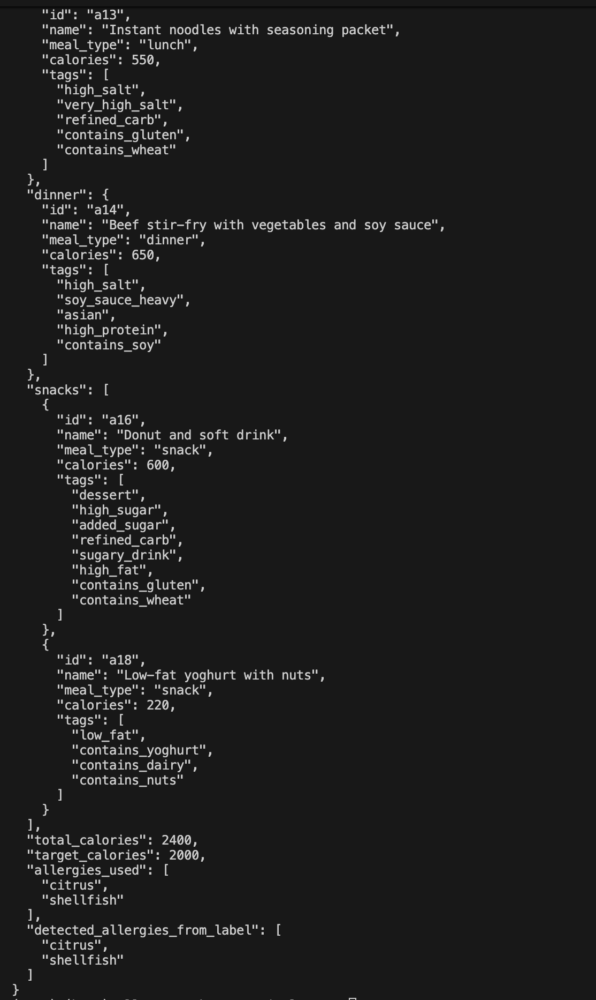 "id": "a13",
"name": "Instant noodles with seasoning packet",
"meal_type": "lunch",
"calories": 550,
"tags": [
"high_salt",
"very_high_salt",
"refined_carb",
"contains_gluten",
"contains_wheat"
]
},
"dinner": {
"id": "a14",
"name": "Beef stir-fry with vegetables and soy sauce",
"meal_type": "dinner",
"calories": 650,
"tags": [
"high_salt",
"soy_sauce_heavy",
"asian",
"high_protein",
"contains_soy"
]
},
"snacks": [
{
"id": "a16",
"name": "Donut and soft drink",
"meal_type": "snack",
"calories": 600,
"tags": [
"dessert",
"high_sugar",
"added_sugar",
"refined_carb",
"sugary_drink",
"high_fat",
"contains_gluten",
"contains_wheat"
]
},
{
"id": "a18",
"name": "Low-fat yoghurt with nuts",
"meal_type": "snack",
"calories": 220,
"tags": [
"low_fat",
"contains_yoghurt",
"contains_dairy",
"contains_nuts"
]
}
],
"total_calories": 2400,
"target_calories": 2000,
"allergies_used": [
"citrus",
"shellfish"
],
"detected_allergies_from_label": [
"citrus",
"shellfish"
]
}